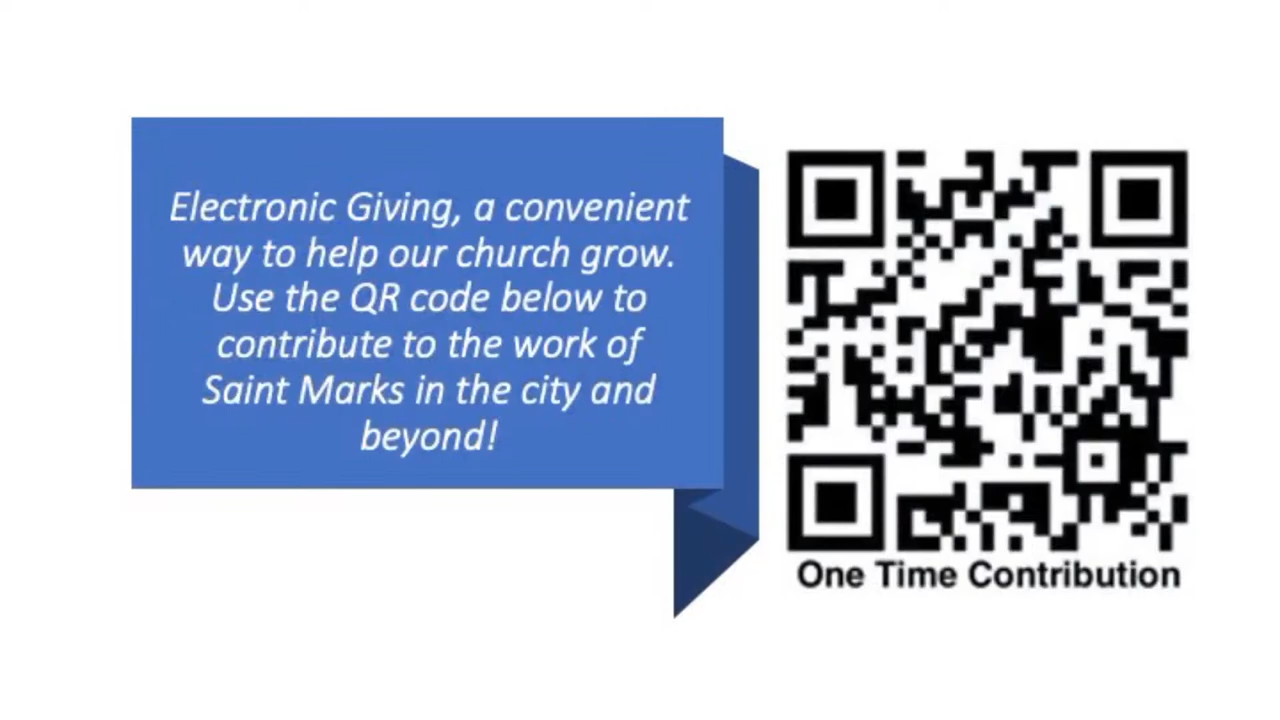 Electronic Giving, a convenient
way to help our church grow.
Use the QR code below to
contribute to the work of
Saint Marks in the city and
beyond!
One Time Contribution